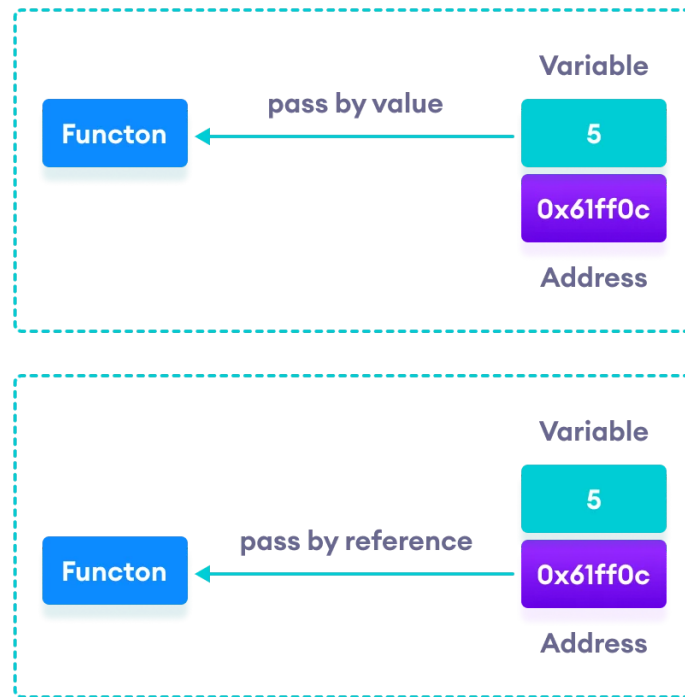 Variable
pass by value
Functon
5
0x61ff0c
Address
Variable
5
pass by reference
Functon
0x61ff0c
Address